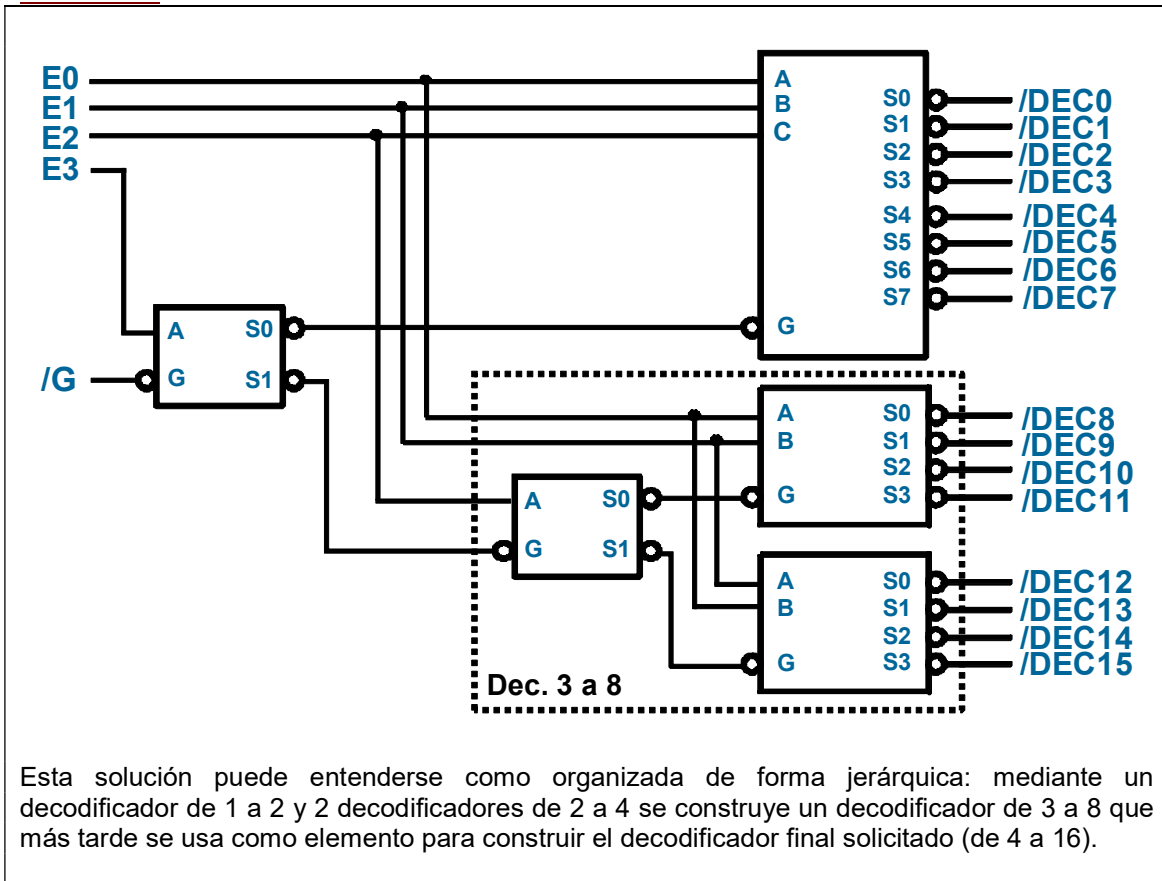 E0
E1
E2
E3
/G
A
G
S0
S1
A
B
C
G
S0
S1
S2
S3
S4
S5
S6
S7
/DEC0
/DEC1
/DEC2
/DEC3
/DEC4
/DEC5
/DEC6
/DEC7
A
G
S0
S1
A
B
G
S0
S1
S2
S3
/DEC8
/DEC9
/DEC10
/DEC11
A
B
G
S0
S1
S2
S3
/DEC12
/DEC13
/DEC14
/DEC15
Dec. 3 a 8
Esta solución puede entenderse como organizada de forma jerárquica: mediante un
decodificador de 1 a 2 y 2 decodificadores de 2 a 4 se construye un decodificador de 3 a 8 que
más tarde se usa como elemento para construir el decodificador final solicitado (de 4 a 16).